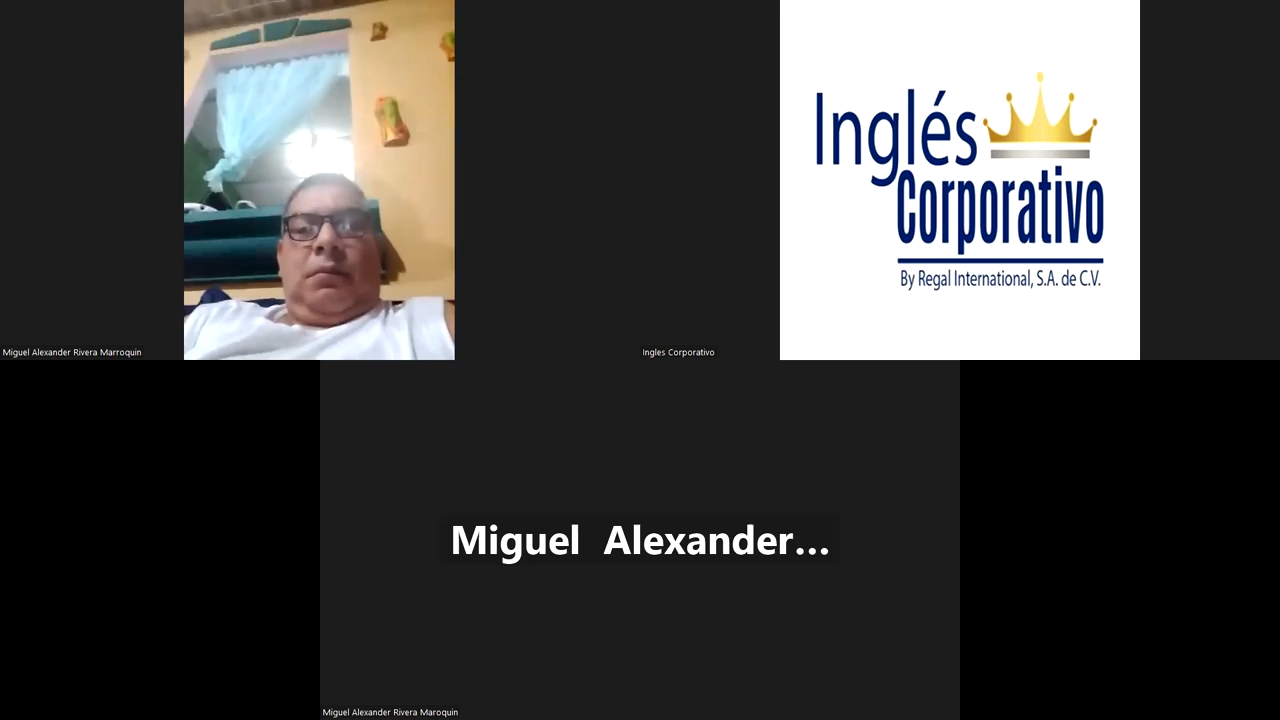 Inglés
Corporativo
By Regal International, S.A. de C.V.
Miguel Alexander Rivera Marroquin
Ingles Corporativo
Miguel Alexander...
Miguel Alexander Rivera Maroquin